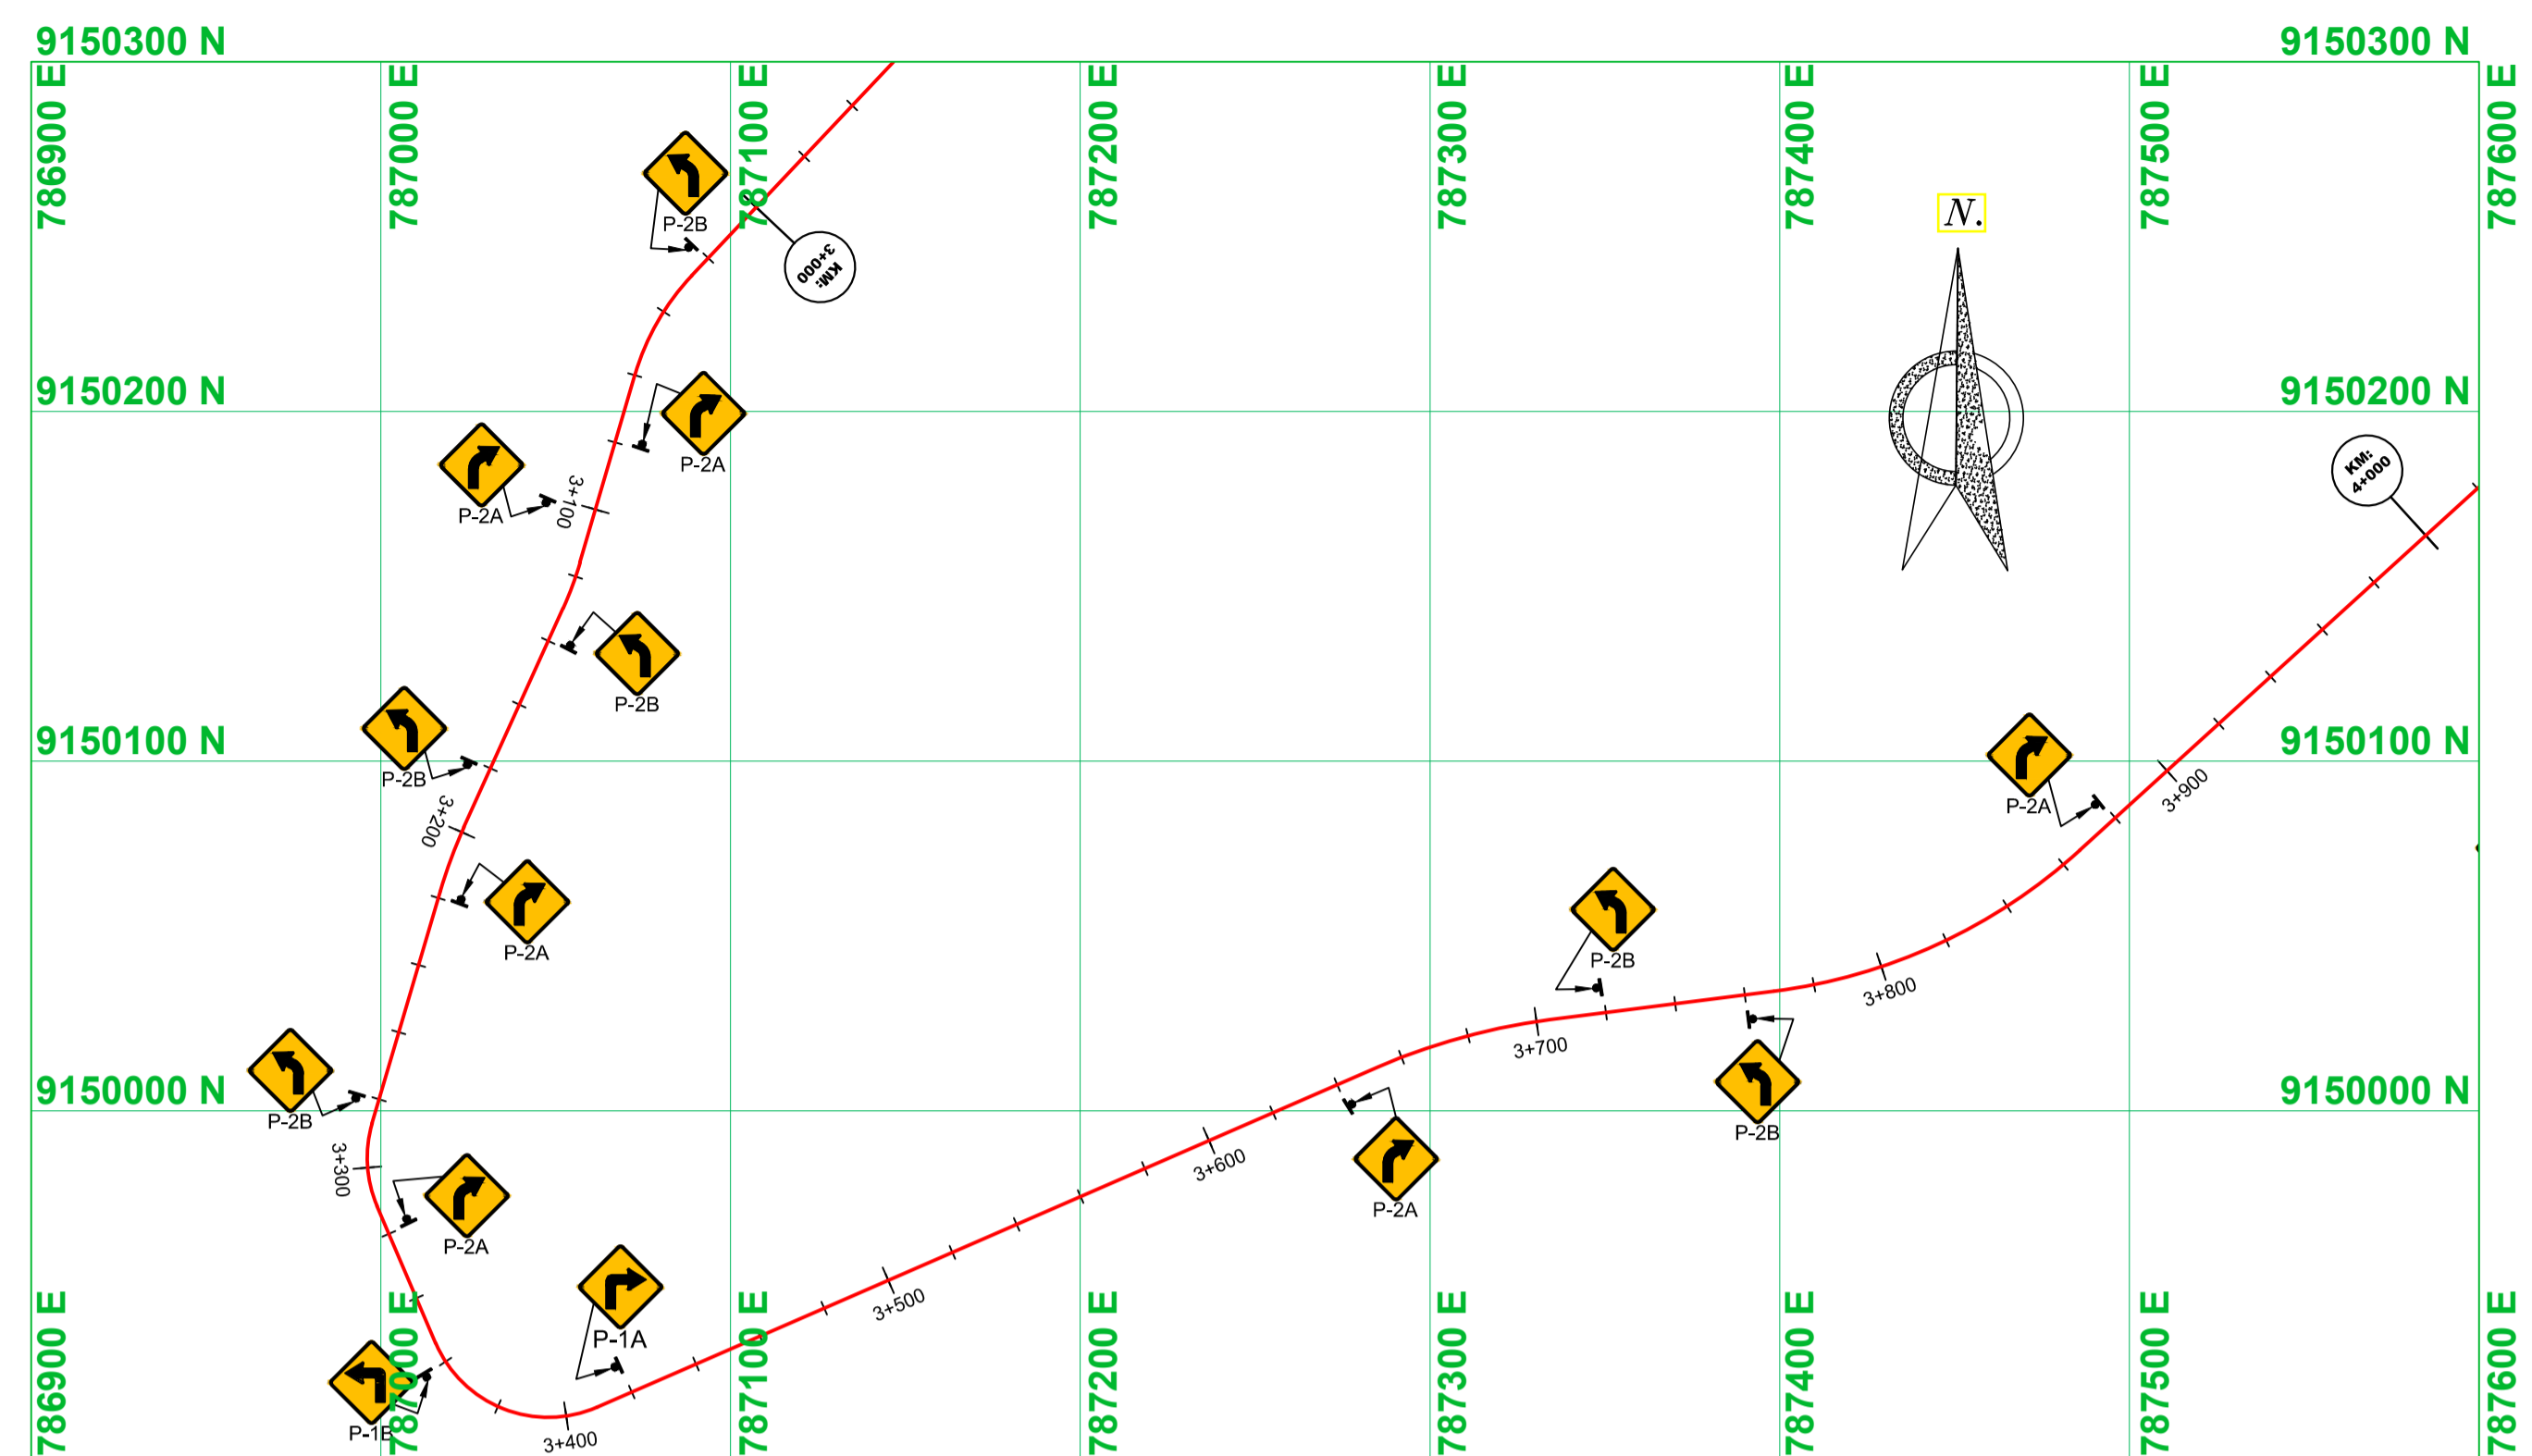 9150300 N
9150300 N
786900 E
787000 E
787100 E
787200 E
787300 E
787400 E
787500 E
787600 E
N.
P-2B
KM:
3+000
9150200 N
9150200 N
P-2A
P-2A
3+100
KM:
4+000
P-2B
9150100 N
9150100 N
P-2B
3+200
P-2A
3+900
P-2A
P-2B
3+800
3+700
9150000 N
9150000 N
P-2B
P-2B
3+300
3+600
P-2A
P-2A
3+500
P-1A
P-1B
3+400
786900 E
787000 E
787100 E
787200 E
787300 E
787400 E
787500 E
787600 E